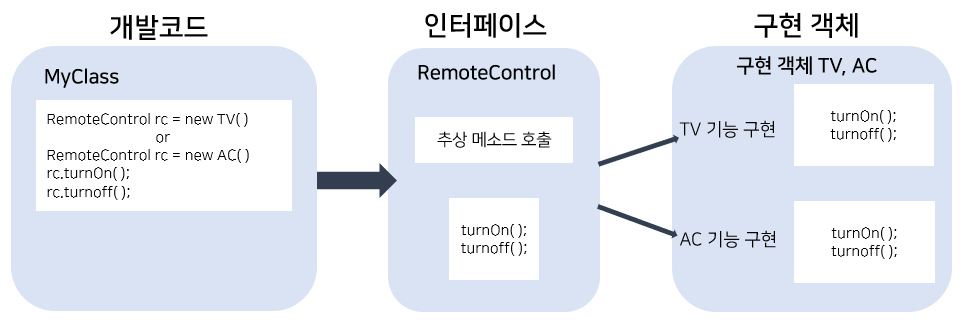 개발코드
MyClass
RemoteControl rc = new TV()
or
RemoteControl rc = new AC()
rc.turnOn();
rc.turnoff();
인터페이스
RemoteControl
추상 메소드 호출
turnOn();
turnoff();
구현 객체
구현 객체 TV, AC
TV 기능 구현
turnOn();
turnoff();
AC 기능 구현
turnOn();
turnoff();